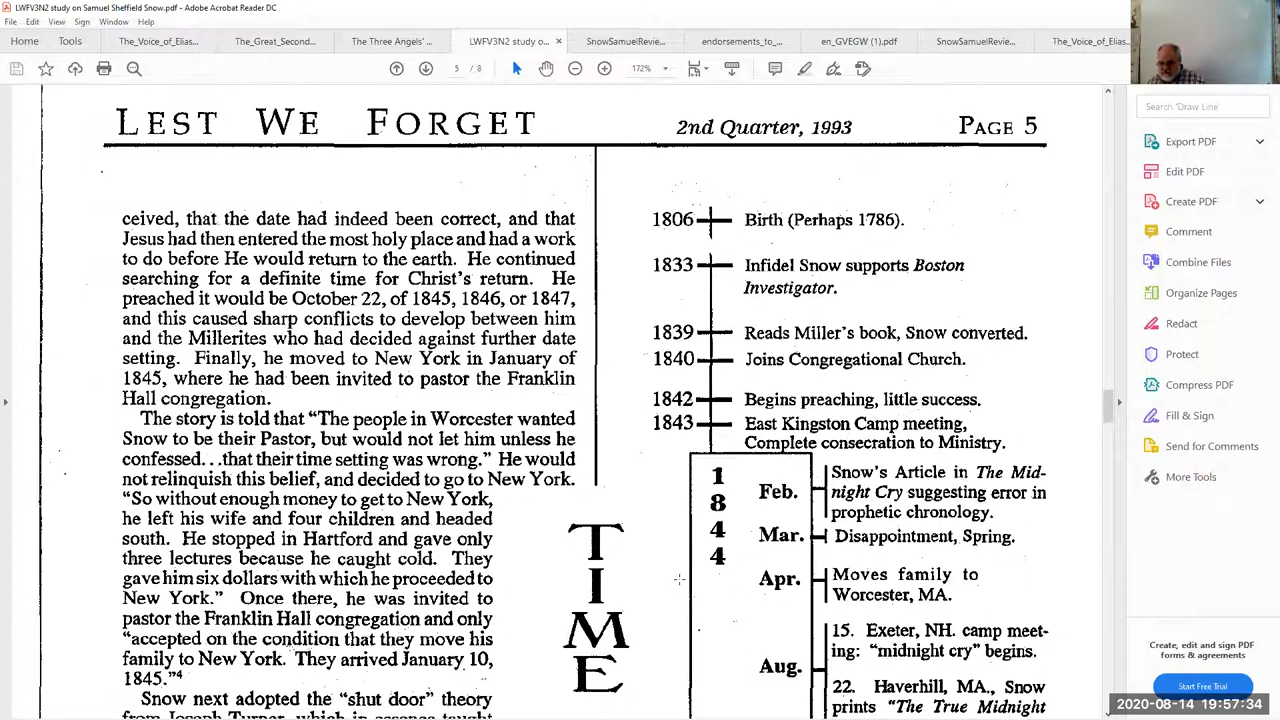 LWFV3N2 study on Samuel Sheffield Snow.pdf - Adobe Acrobat Reader DC
File Edit View Sign Window Help
Home Tools The_Voice_of_Elias... The_Great_Second... The Three Angels'... LWFV3N2 study o... SnowSamuelRevie... endorsements_to_... en_GVEGW (1).pdf SnowSamuelRevie... The_Voice_of_Elias
5 / 8 172%
LEST WE FORGET 2nd Quarter, 1993 PAGE 5
ceived, that the date had indeed been correct, and that
Jesus had then entered the most holy place and had a work
to do before He would return to the earth. He continued
searching for a definite time for Christ's return. He
preached it would be October 22, of 1845, 1846, or 1847,
and this caused sharp conflicts to develop between him
and the Millerites who had decided against further date
setting. Finally, he moved to New York in January of
1845, where he had been invited to pastor the Franklin
Hall congregation.
The story is told that "The people in Worcester wanted
Snow to be their Pastor, but would not let him unless he
confessed...that their time setting was wrong." He would
not relinquish this belief, and decided to go to New York.
"So without enough money to get to New York,
he left his wife and four children and headed
south. He stopped in Hartford and gave only
three lectures because he caught cold. They
gave him six dollars with which he proceeded to
New York." Once there, he was invited to
pastor the Franklin Hall congregation and only
"accepted on the condition that they move his
family to New York. They arrived January 10,
1845."4
Snow next adopted the "shut door" theory
from Joseph Turner, which in essence taught
T
I
M
E
1806 Birth (Perhaps 1786).
1833 Infidel Snow supports Boston
Investigator.
1839 Reads Miller's book, Snow converted.
1840 Joins Congregational Church.
1842 Begins preaching, little success.
1843 East Kingston Camp meeting,
Complete consecration to Ministry.
1
8
4
4
Feb. Snow's Article in The Mid-
night Cry suggesting error in
prophetic chronology.
Mar. Disappointment, Spring.
Apr. Moves family to
Worcester, MA.
Aug. 15. Exeter, NH. camp meet-
ing: "midnight cry" begins.
22. Haverhill, MA., Snow
prints "The True Midnight
Search 'Draw Line'
Export PDF
Edit PDF
Create PDF
Comment
Combine Files
Organize Pages
Redact
Protect
Compress PDF
Fill & Sign
Send for Comments
More Tools
Create, edit and sign PDF
forms & agreements
Start Free Trial
2020-08-14 19:57:34